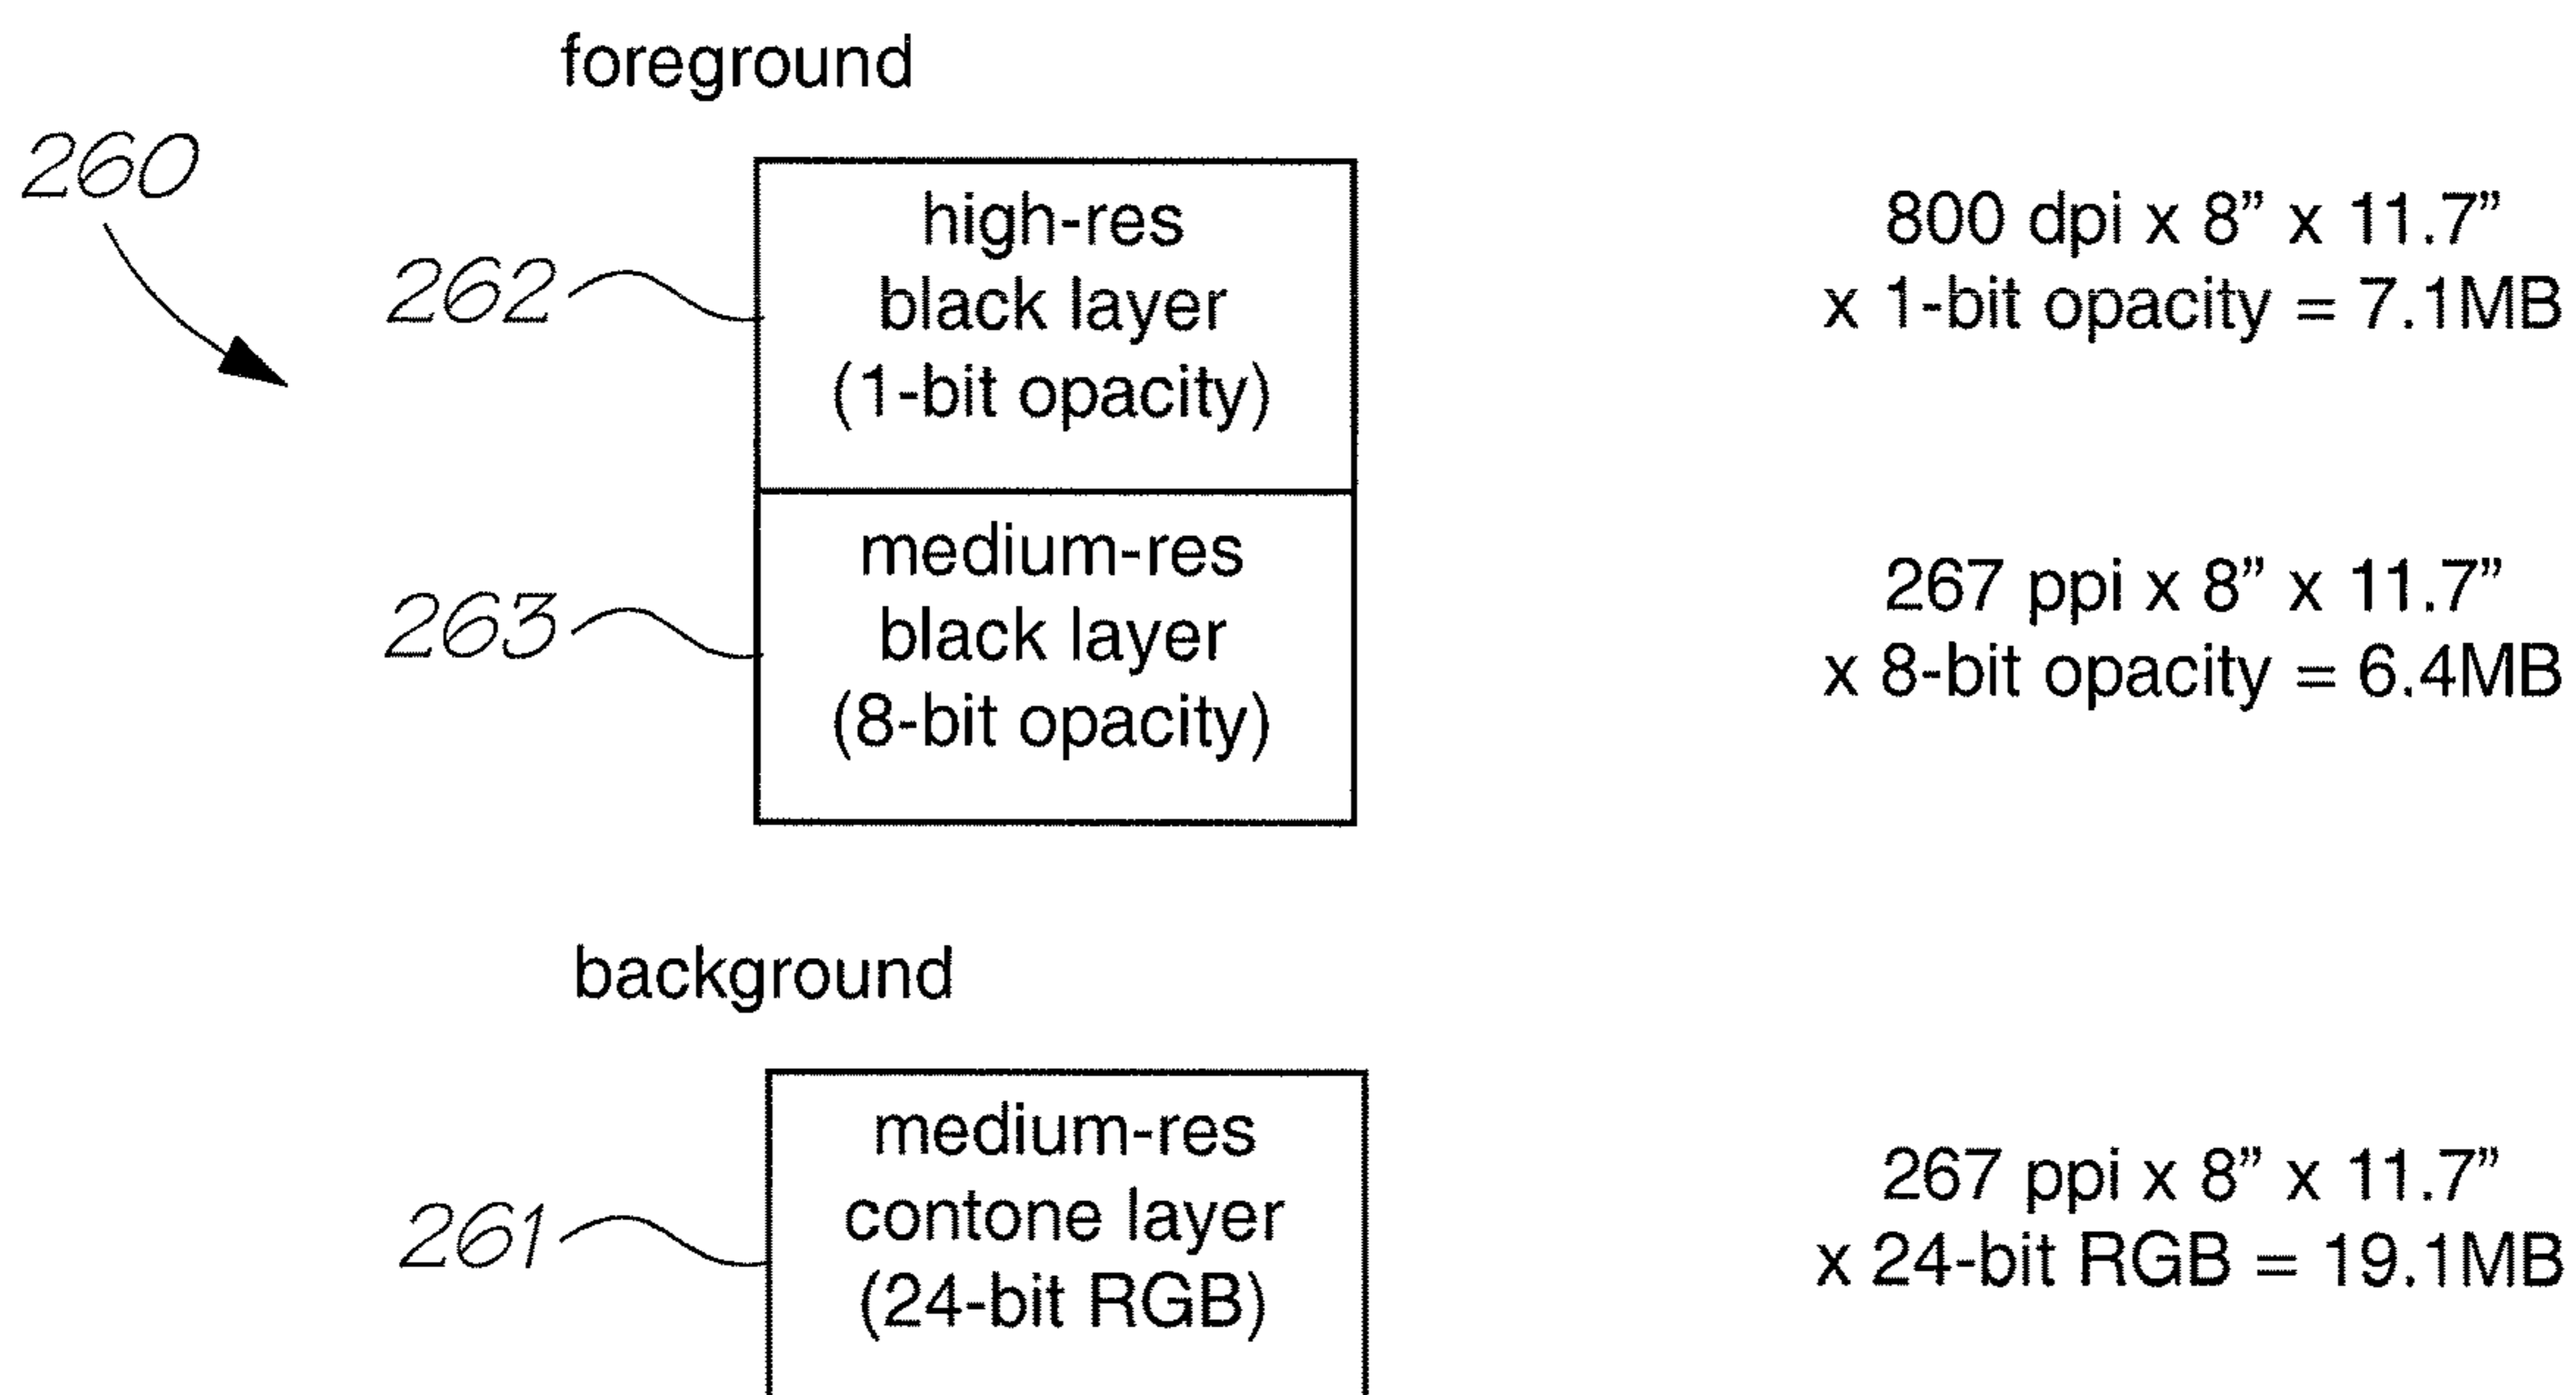 foreground
260
262
high-res
black layer
(1-bit opacity)
800 dpi x 8” x 11.7”
x 1-bit opacity = 7.1MB
263
medium-res
black layer
(8-bit opacity)
267 ppi x 8” x 11.7”
x 8-bit opacity = 6.4MB
background
261
medium-res
contone layer
(24-bit RGB)
267 ppi x 8” x 11.7”
x 24-bit RGB = 19.1MB